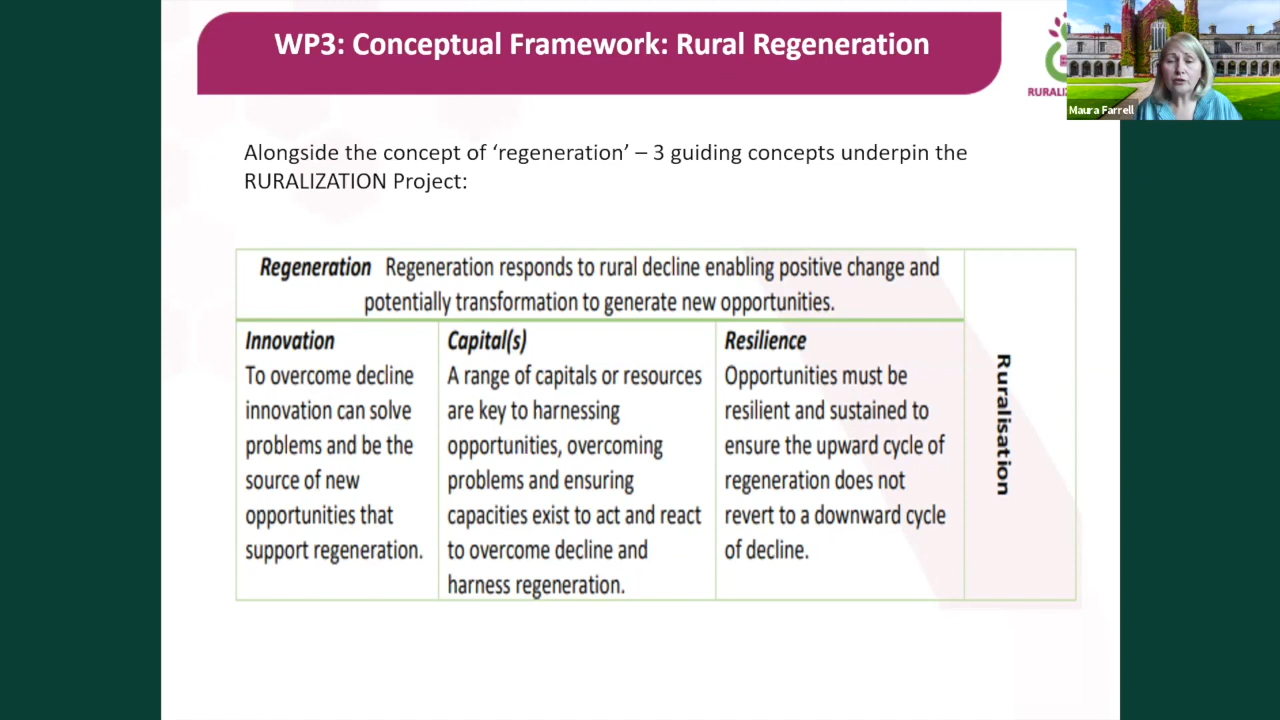 WP3: Conceptual Framework: Rural Regeneration
Maura Farrell
Alongside the concept of ‘regeneration’ – 3 guiding concepts underpin the
RURALIZATION Project:
Regeneration Regeneration responds to rural decline enabling positive change and
potentially transformation to generate new opportunities.
Innovation
To overcome decline
innovation can solve
problems and be the
source of new
opportunities that
support regeneration.
Capital(s)
A range of capitals or resources
are key to harnessing
opportunities, overcoming
problems and ensuring
capacities exist to act and react
to overcome decline and
harness regeneration.
Resilience
Opportunities must be
resilient and sustained to
ensure the upward cycle of
regeneration does not
revert to a downward cycle
of decline.
Ruralisation